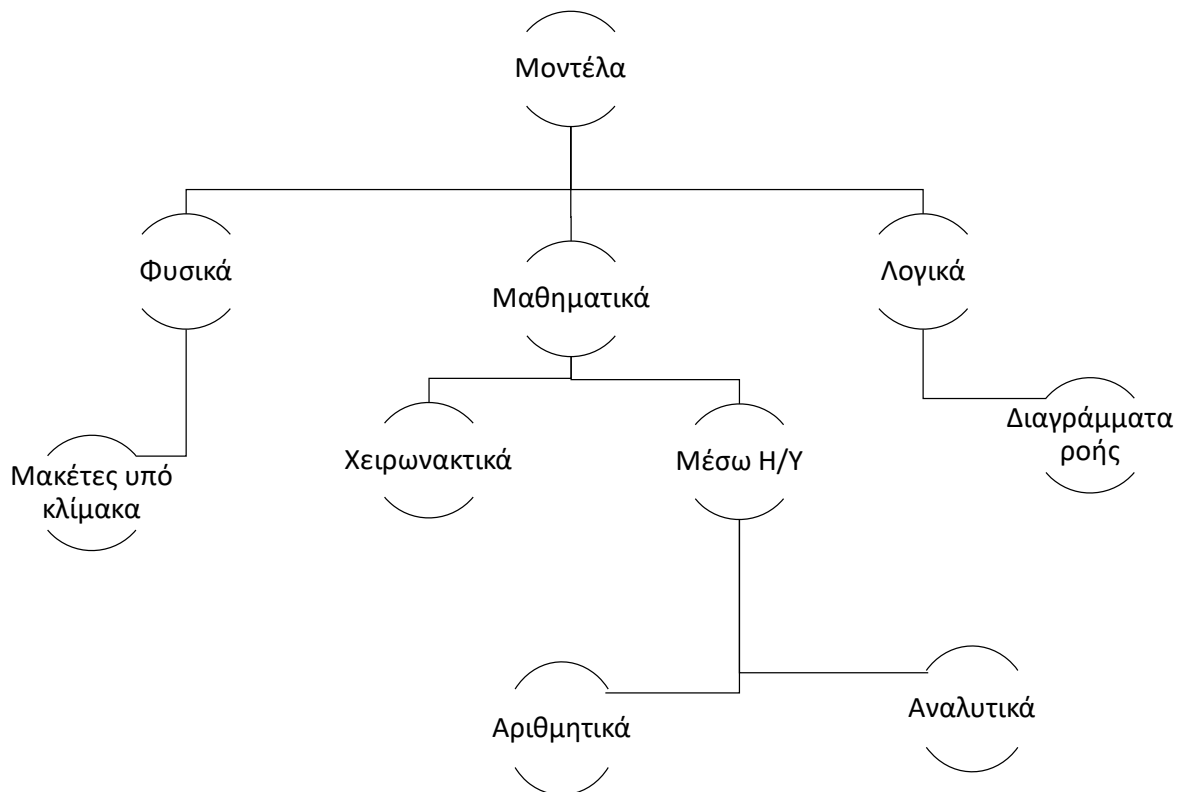 Μοντέλα
Φυσικά
Μαθηματικά
Λογικά
Μακέτες υπό
κλίμακα
Χειρωνακτικά
Μέσω Η/Υ
Διαγράμματα
ροής
Αριθμητικά
Αναλυτικά